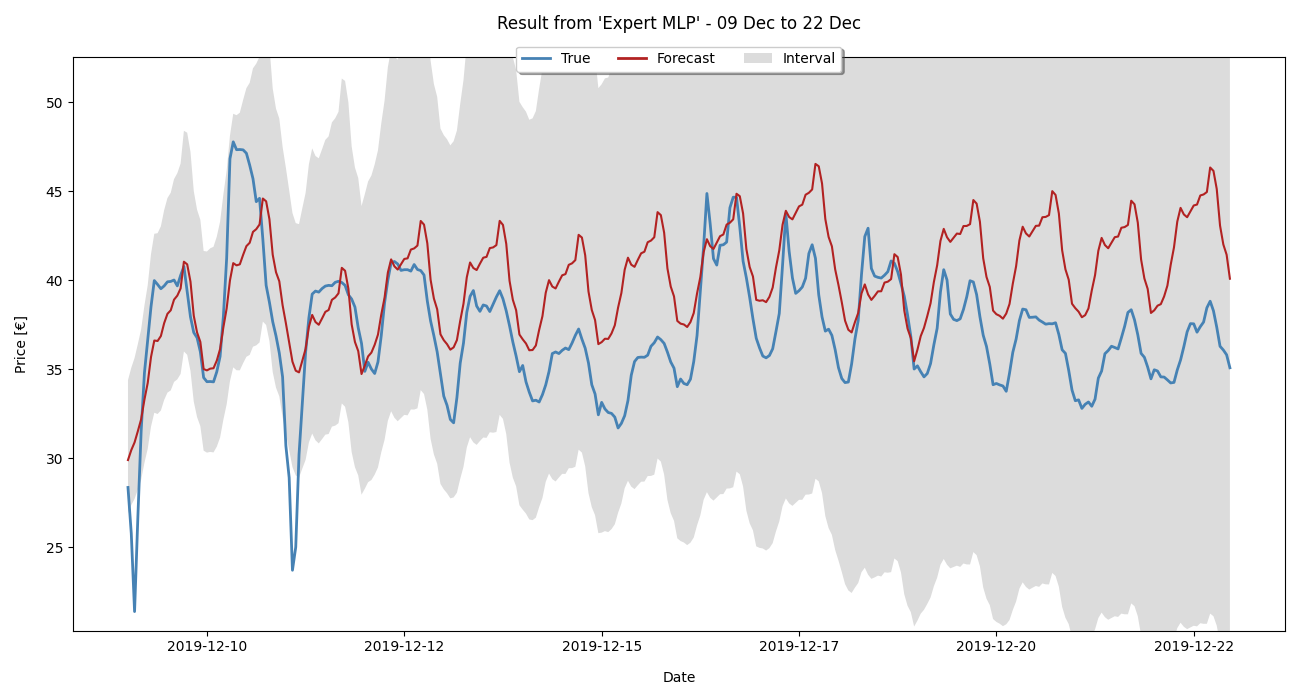 Result from 'Expert MLP' - 09 Dec to 22 Dec
True Forecast Interval
50
45
40
35
30
25
Price [€]
2019-12-10 2019-12-12 2019-12-15 2019-12-17 2019-12-20 2019-12-22
Date